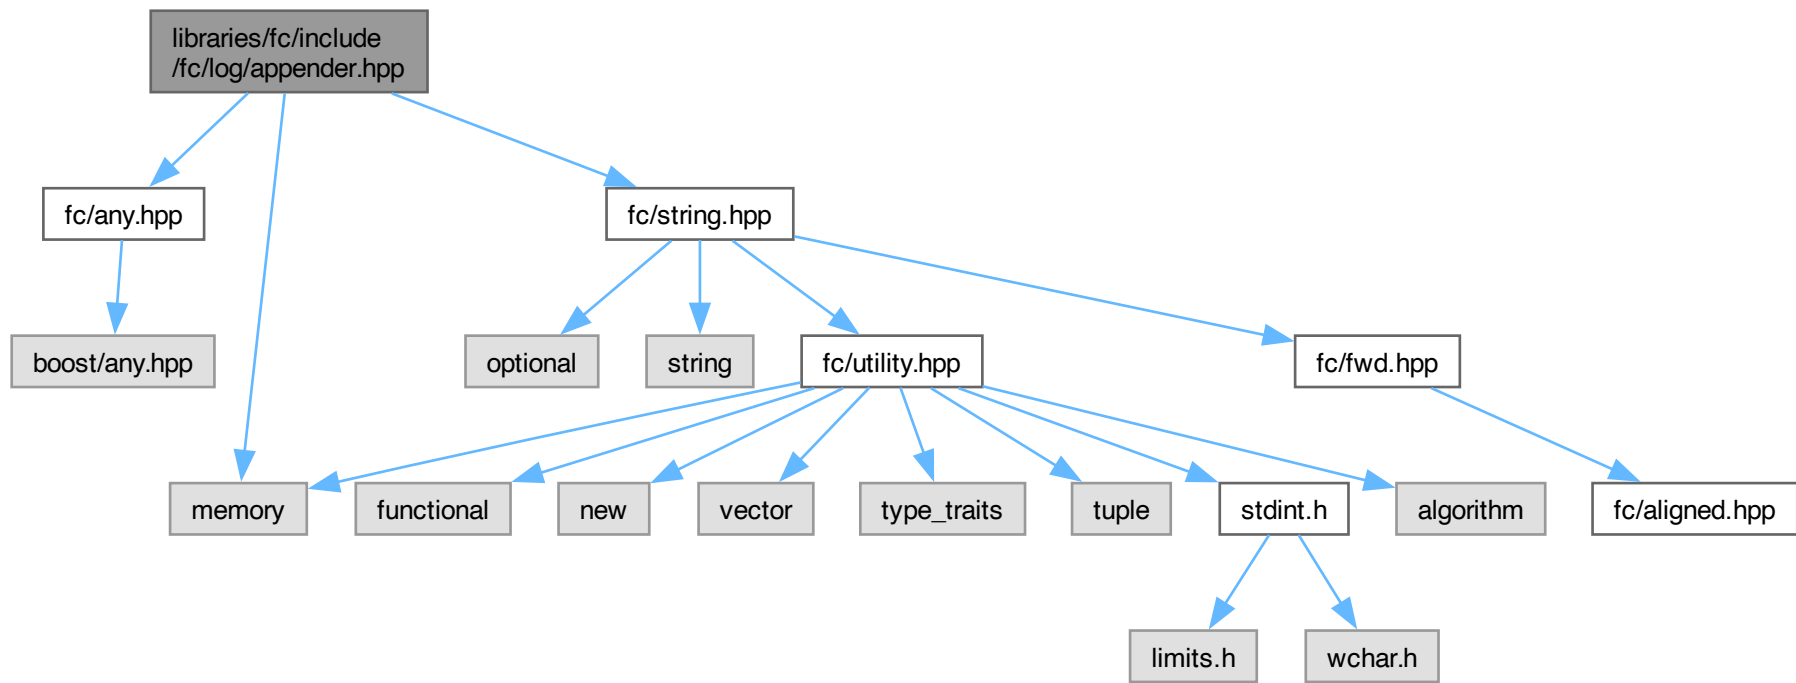 libraries/fc/include
/fc/log/appender.hpp
fc/any.hpp
fc/string.hpp
boost/any.hpp
optional
string
fc/utility.hpp
fc/fwd.hpp
memory
functional
new
vector
type_traits
tuple
stdint.h
algorithm
fc/aligned.hpp
limits.h
wchar.h